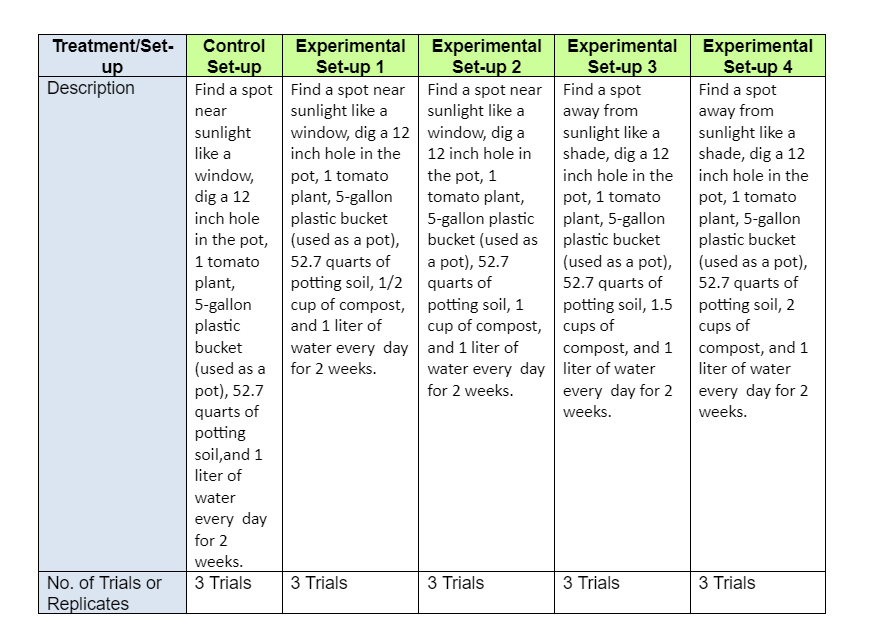 Treatment/Set-up
Control Set-up
Experimental Set-up 1
Experimental Set-up 2
Experimental Set-up 3
Experimental Set-up 4
Description
Find a spot
near
sunlight
like a
window,
dig a 12
inch hole
in the pot,
1 tomato
plant,
5-gallon
plastic
bucket
(used as a
pot), 52.7
quarts of
potting
soil,and 1
liter of
water
every  day
for 2
weeks.
Find a spot near
sunlight like a
window, dig a 12
inch hole in the
pot, 1 tomato
plant, 5-gallon
plastic bucket
(used as a pot),
52.7 quarts of
potting soil, 1/2
cup of compost,
and 1 liter of
water every  day
for 2 weeks.
Find a spot near
sunlight like a
window, dig a
12 inch hole in
the pot, 1
tomato plant,
5-gallon plastic
bucket (used as
a pot), 52.7
quarts of
potting soil, 1
cup of compost,
and 1 liter of
water every  day
for 2 weeks.
Find a spot
away from
sunlight like a
shade, dig a 12
inch hole in the
pot, 1 tomato
plant, 5-gallon
plastic bucket
(used as a pot),
52.7 quarts of
potting soil, 1.5
cups of
compost, and 1
liter of water
every  day for 2
weeks.
Find a spot
away from
sunlight like a
shade, dig a 12
inch hole in the
pot, 1 tomato
plant, 5-gallon
plastic bucket
(used as a pot),
52.7 quarts of
potting soil, 2
cups of
compost, and 1
liter of water
every  day for 2
weeks.
No. of Trials or
Replicates
3 Trials
3 Trials
3 Trials
3 Trials
3 Trials